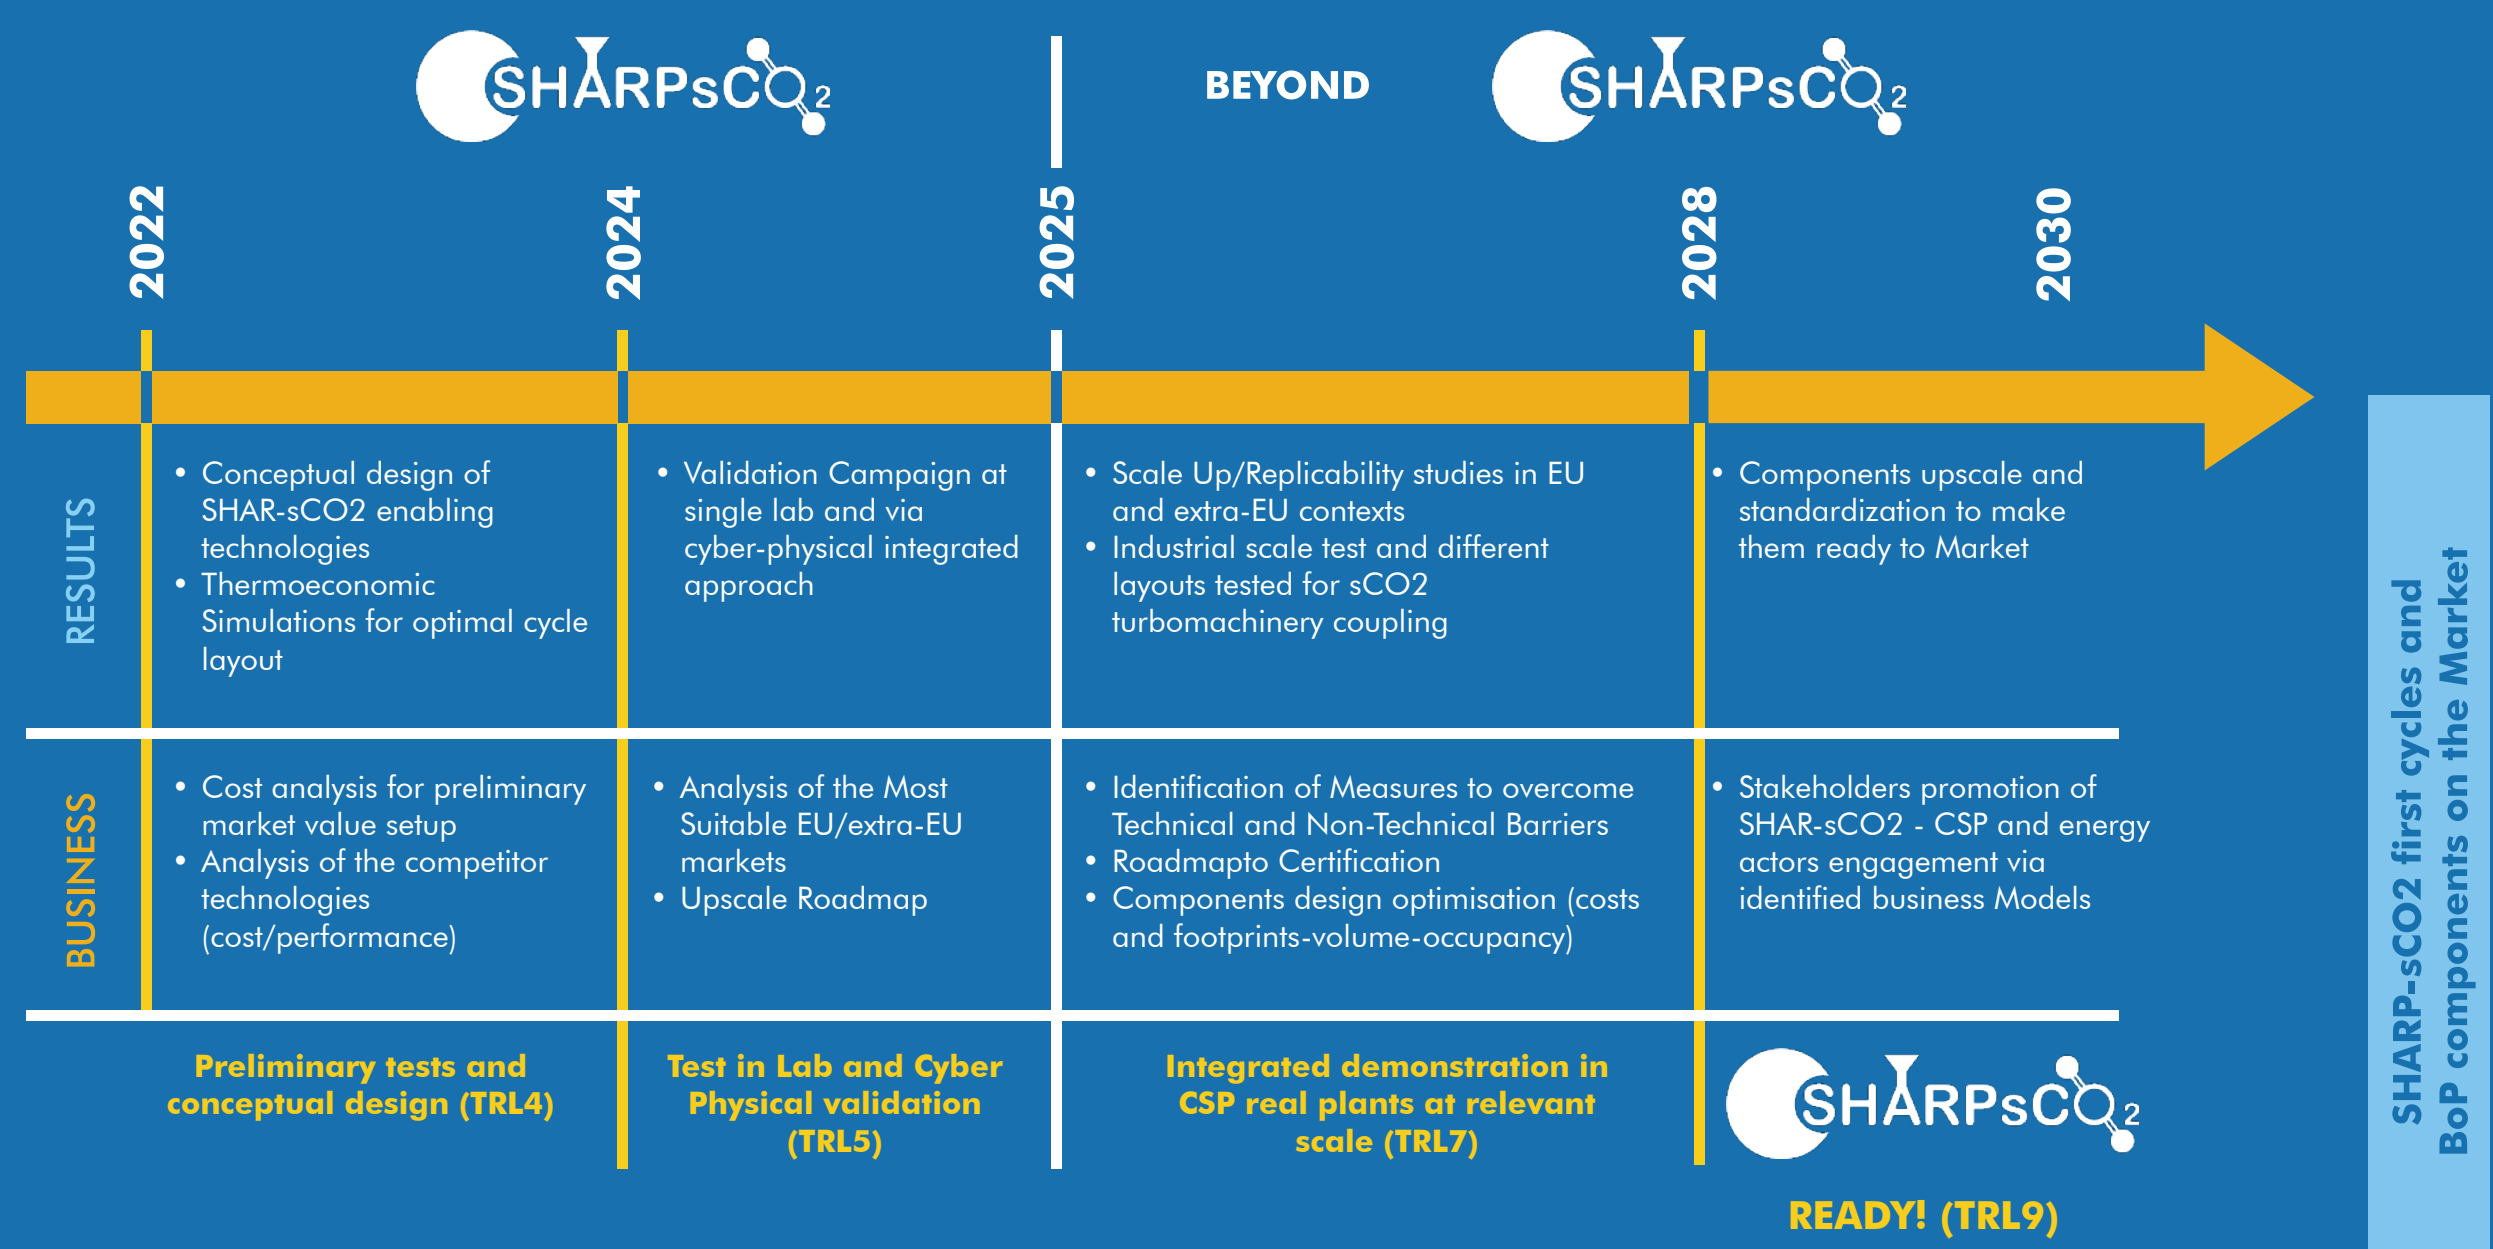 SHARPsCO2
BEYOND
SHARPsCO2
2022
2024
2025
2028
2030
RESULTS
• Conceptual design of
SHAR-sCO2 enabling
technologies
• Thermoeconomic
Simulations for optimal cycle
layout
• Validation Campaign at
single lab and via
cyber-physical integrated
approach
• Scale Up/Replicability studies in EU
and extra-EU contexts
• Industrial scale test and different
layouts tested for sCO2
turbomachinery coupling
• Components upscale and
standardization to make
them ready to Market
BUSINESS
• Cost analysis for preliminary
market value setup
• Analysis of the competitor
technologies
(cost/performance)
• Analysis of the Most
Suitable EU/extra-EU
markets
• Upscale Roadmap
• Identification of Measures to overcome
Technical and Non-Technical Barriers
• Roadmapto Certification
• Components design optimisation (costs
and footprints-volume-occupancy)
• Stakeholders promotion of
SHAR-sCO2 - CSP and energy
actors engagement via
identified business Models
Preliminary tests and
conceptual design (TRL4)
Test in Lab and Cyber
Physical validation
(TRL5)
Integrated demonstration in
CSP real plants at relevant
scale (TRL7)
SHARPsCO2
READY! (TRL9)
SHARP-sCO2 first cycles and
BoP components on the Market